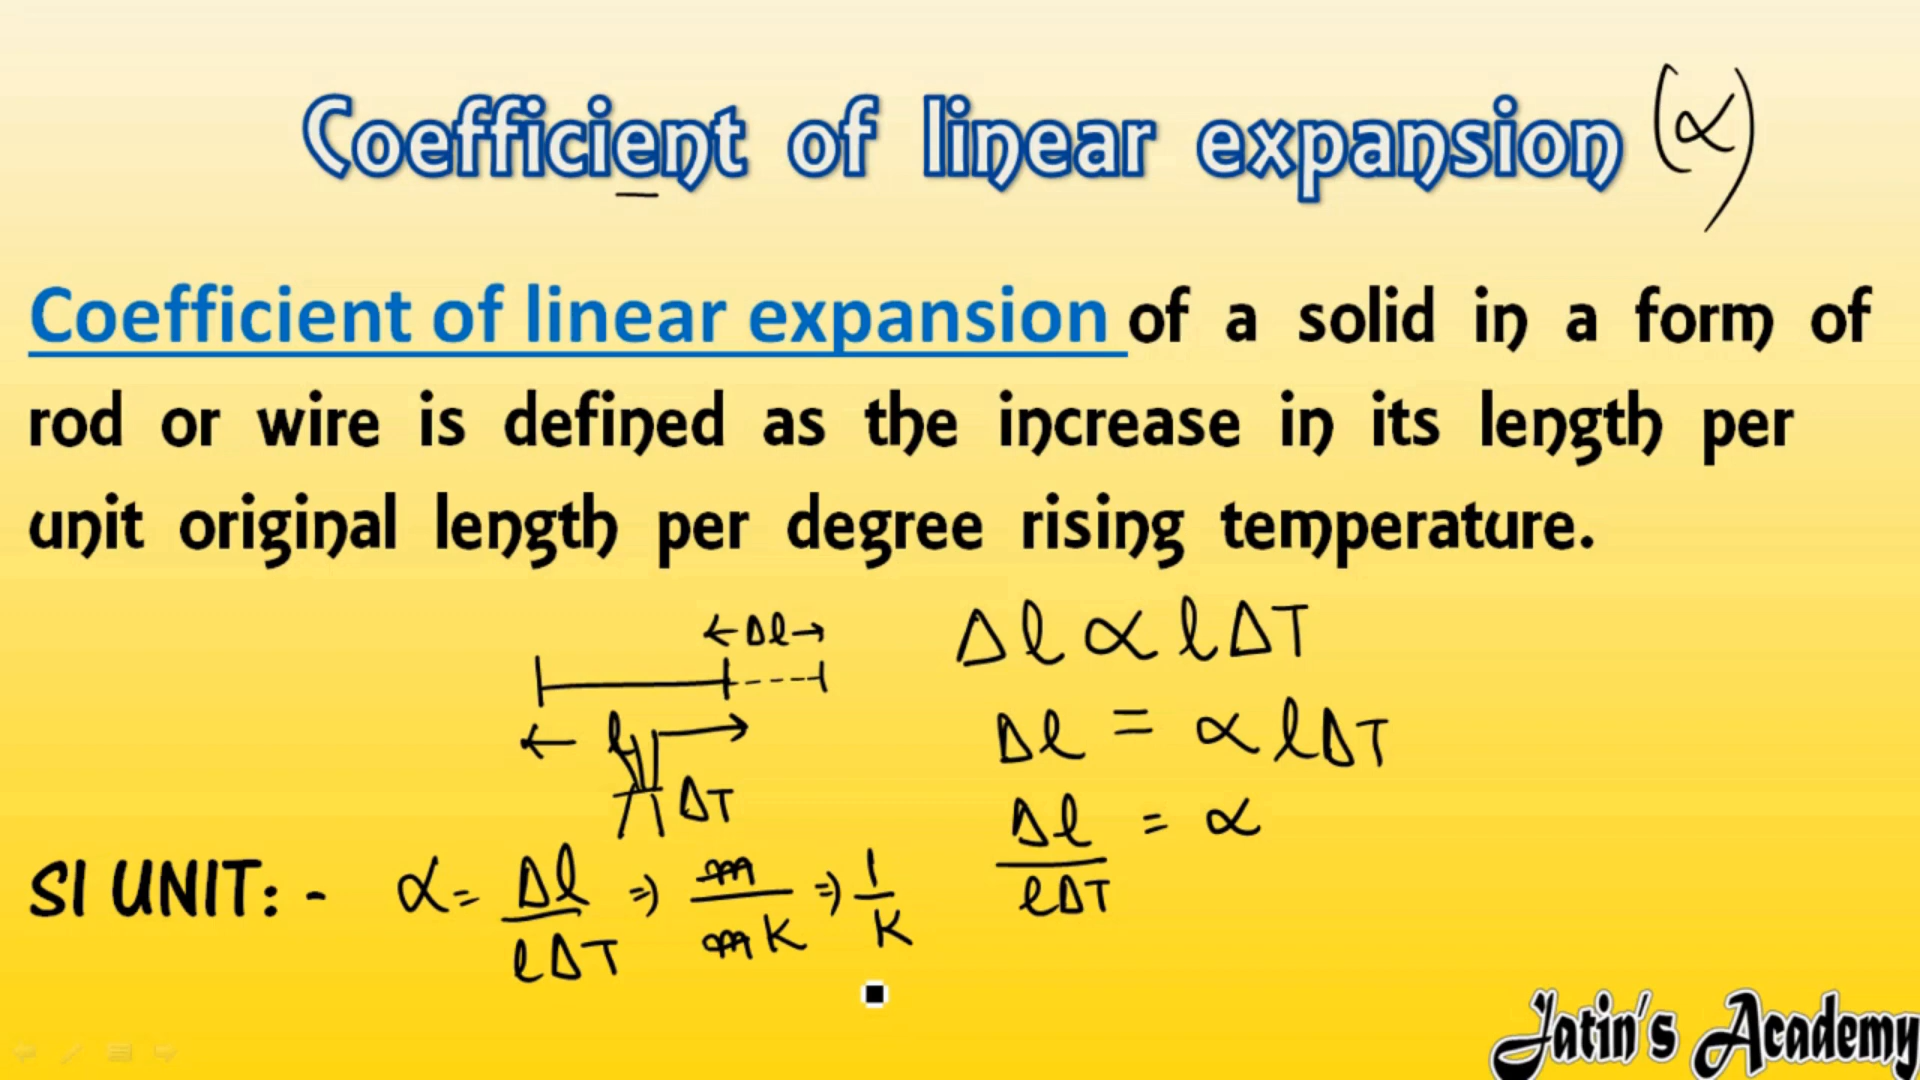 Coefficient of linear expansion (α)
Coefficient of linear expansion of a solid in a form of
rod or wire is defined as the increase in its length per
unit original length per degree rising temperature.
←Δl→
← l →
ΔT
Δl ∝ lΔT
Δl = αlΔT
Δl/lΔT = α
SI UNIT: - α = Δl/lΔT ⇒ m/mK ⇒ 1/K
Jatin's Academy